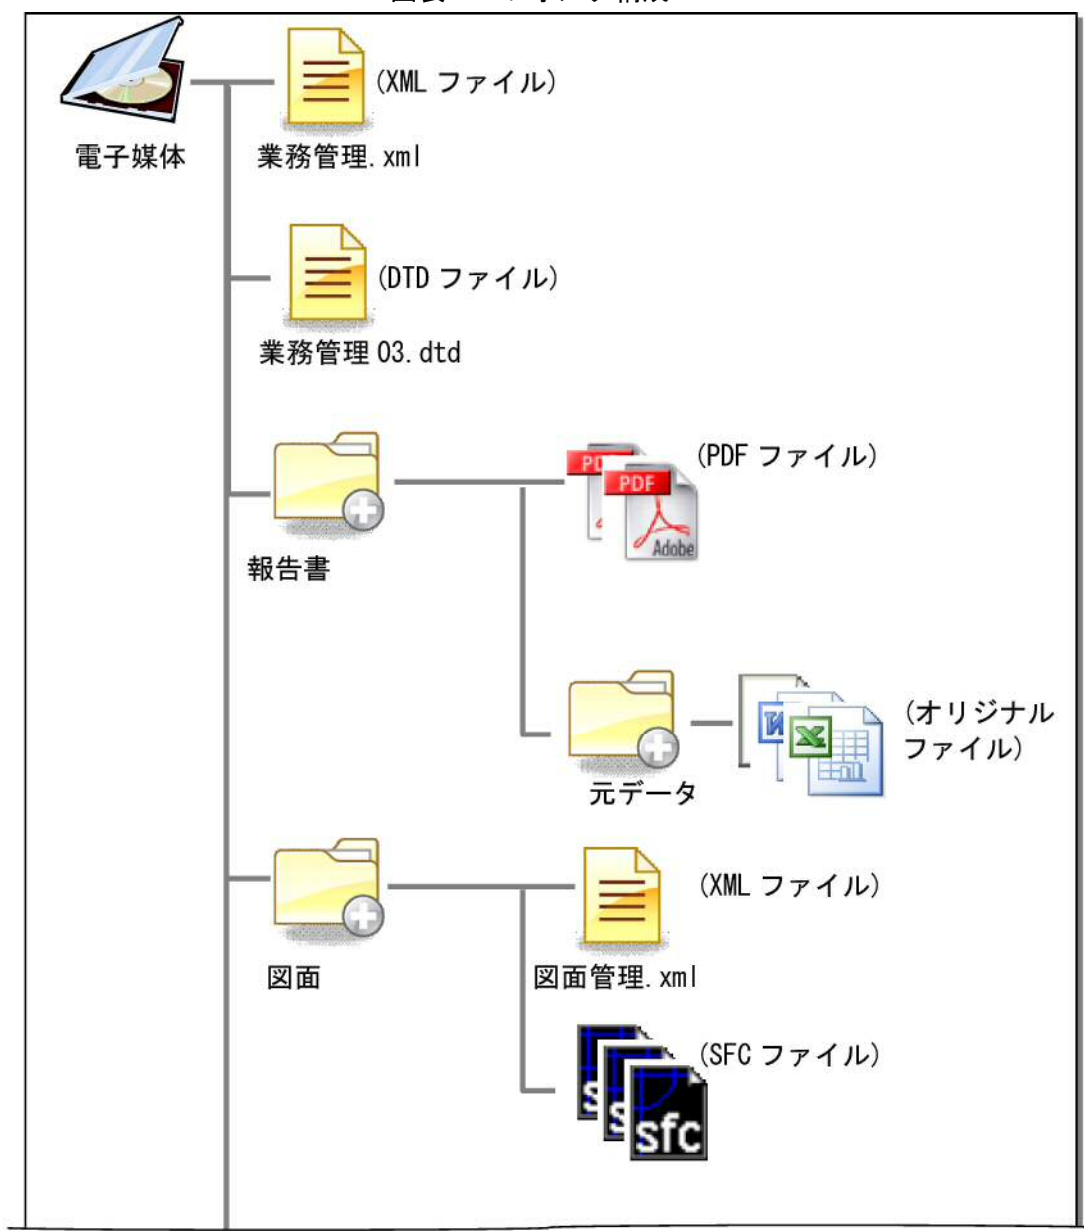 (XML ファイル)
電子媒体
業務管理.xml
(DTD ファイル)
業務管理 03.dtd
(PDF ファイル)
PDF
Adobe
報告書
(オリジナル
ファイル)
元データ
(XML ファイル)
図面
図面管理.xml
(SFC ファイル)
sfc